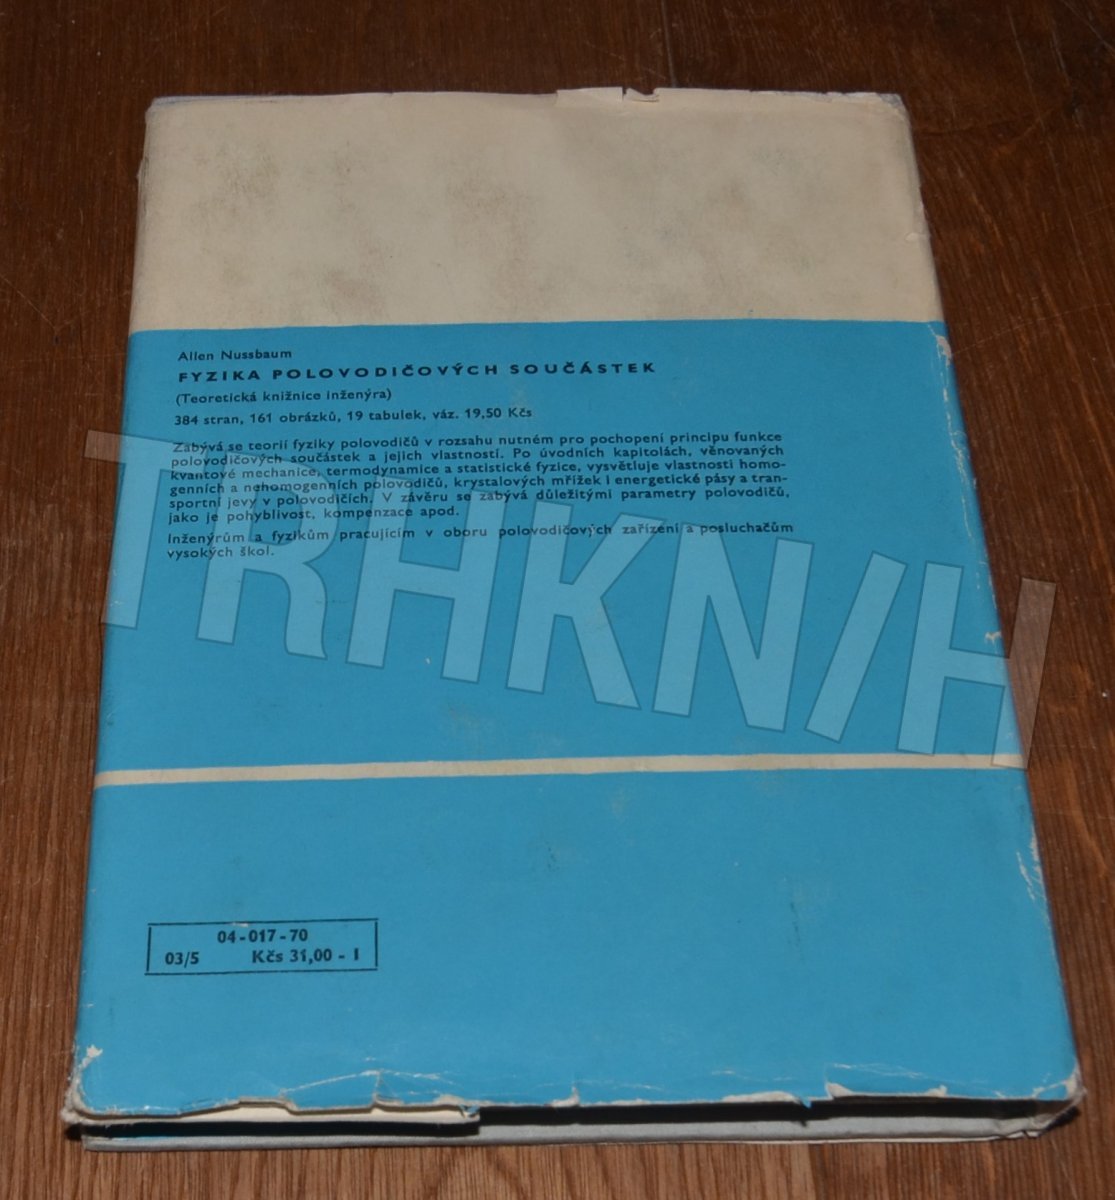 Allen Nussbaum
FYZIKA POLOVODIČOVÝCH SOUČÁSTEK
(Teoretická knižnice inženýra)
384 stran, 161 obrázků, 19 tabulek, váz. 19,50 Kčs
Zabývá se teorií fyziky polovodičů v rozsahu nutném pro pochopení principu funkce
polovodičových součástek a jejich vlastností. Po úvodních kapitolách, věnovaných
kvantové mechanice, termodynamice a statistické fyzice, vysvětluje vlastnosti homo-
genních a nehomogenních polovodičů, krystalových mřížek i energetické pásy a tran-
sportní jevy v polovodičích. V závěru se zabývá důležitými parametry polovodičů,
jako je pohyblivost, kompenzace apod.
Inženýrům a fyzikům pracujícím v oboru polovodičových zařízení a posluchačům
vysokých škol.
TRHKN/H
04-017-70
03/5 Kčs 31,00 - I